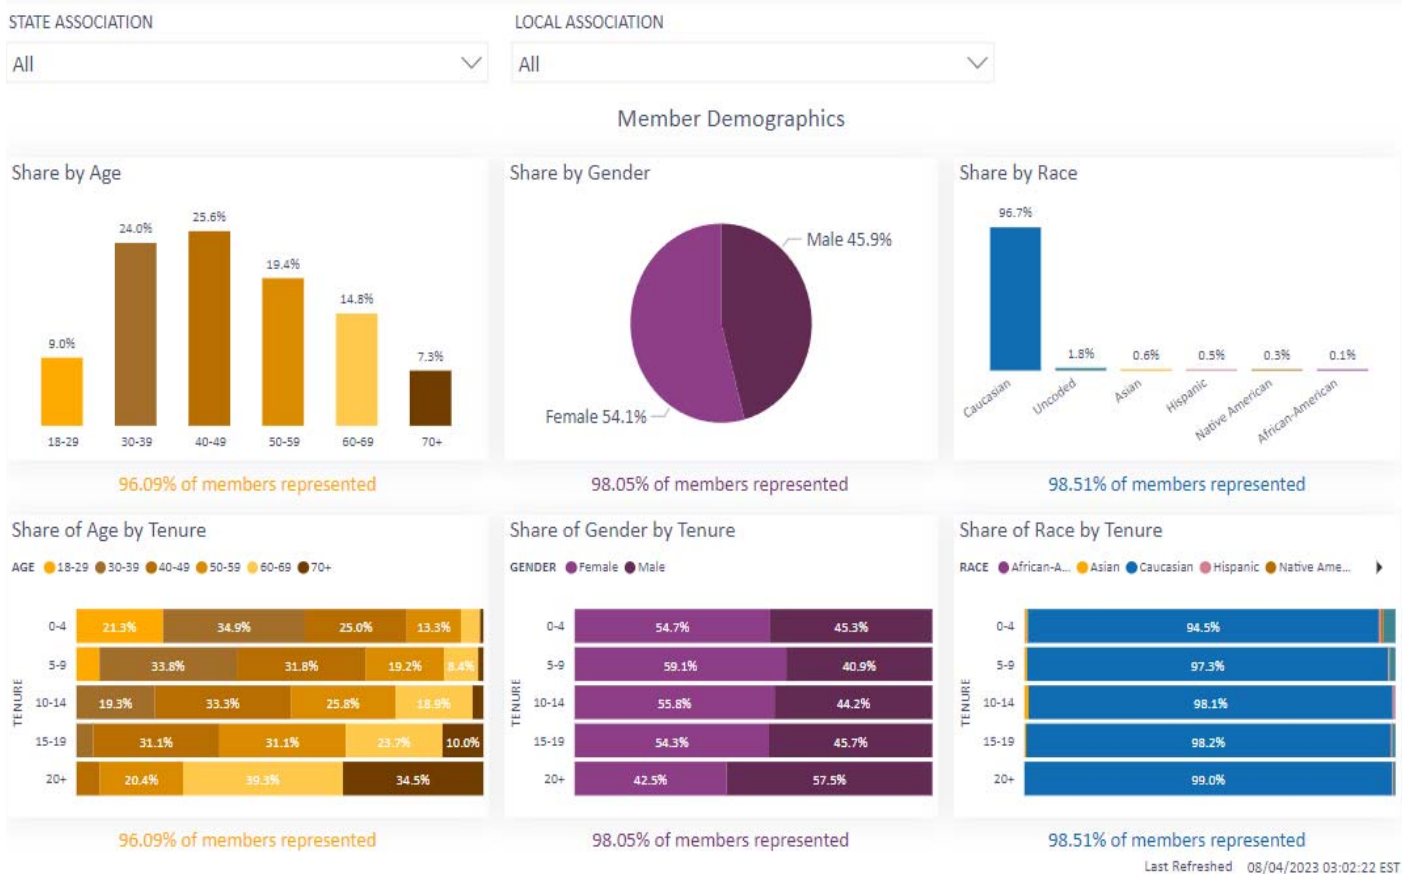 STATE ASSOCIATION
LOCAL ASSOCIATION
All
All
Member Demographics
Share by Age
9.0%
24.0%
25.6%
19.4%
14.8%
7.3%
18-29 30-39 40-49 50-59 60-69 70+
96.09% of members represented
Share by Gender
Male 45.9%
Female 54.1%
98.05% of members represented
Share by Race
96.7%
1.8% 0.6% 0.5% 0.3% 0.1%
Caucasian Uncoded Asian Hispanic Native American African-American
98.51% of members represented
Share of Age by Tenure
AGE 18-29 30-39 40-49 50-59 60-69 70+
TENURE
0-4 21.3% 34.9% 25.0% 13.3%
5-9 33.8% 31.8% 19.2% 8.4%
10-14 19.3% 33.3% 25.8% 18.9%
15-19 31.1% 31.1% 23.7% 10.0%
20+ 20.4% 39.3% 34.5%
96.09% of members represented
Share of Gender by Tenure
GENDER Female Male
TENURE
0-4 54.7% 45.3%
5-9 59.1% 40.9%
10-14 55.8% 44.2%
15-19 54.3% 45.7%
20+ 42.5% 57.5%
98.05% of members represented
Share of Race by Tenure
RACE African-A... Asian Caucasian Hispanic Native Ame...
TENURE
0-4 94.5%
5-9 97.3%
10-14 98.1%
15-19 98.2%
20+ 99.0%
98.51% of members represented
Last Refreshed 08/04/2023 03:02:22 EST